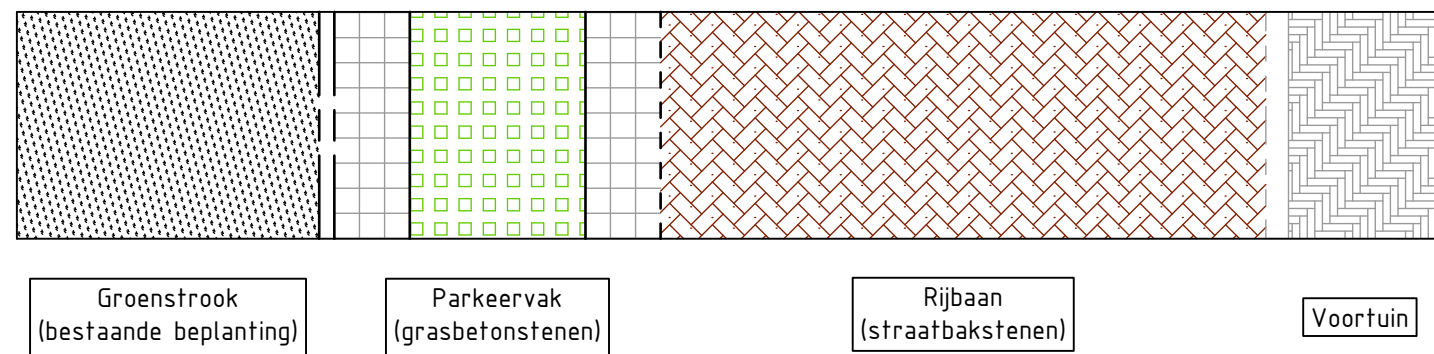 Groenstrook
(bestaande beplanting)
Parkeervak
(grasbetonstenen)
Rijbaan
(straatbakstenen)
Voortuin